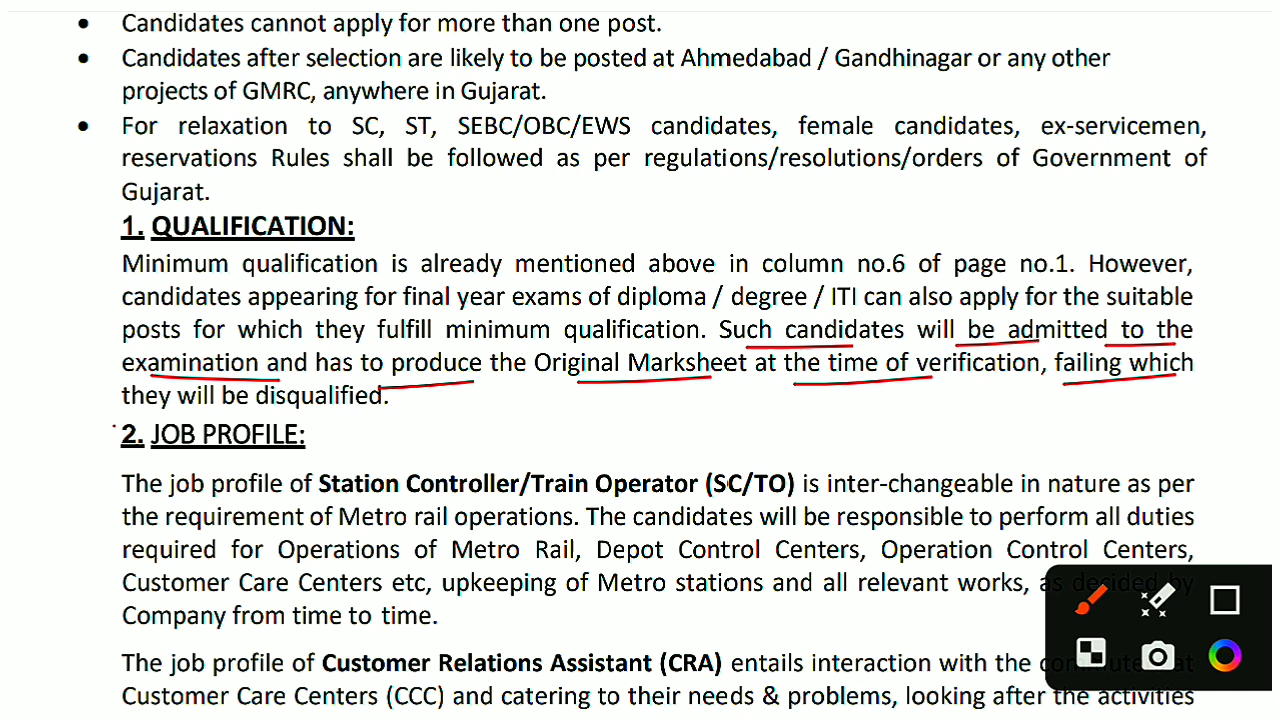 • Candidates cannot apply for more than one post.
• Candidates after selection are likely to be posted at Ahmedabad / Gandhinagar or any other
projects of GMRC, anywhere in Gujarat.
• For relaxation to SC, ST, SEBC/OBC/EWS candidates, female candidates, ex-servicemen,
reservations Rules shall be followed as per regulations/resolutions/orders of Government of
Gujarat.
1. QUALIFICATION:
Minimum qualification is already mentioned above in column no.6 of page no.1. However,
candidates appearing for final year exams of diploma / degree / ITI can also apply for the suitable
posts for which they fulfill minimum qualification. Such candidates will be admitted to the
examination and has to produce the Original Marksheet at the time of verification, failing which
they will be disqualified.
2. JOB PROFILE:
The job profile of Station Controller/Train Operator (SC/TO) is inter-changeable in nature as per
the requirement of Metro rail operations. The candidates will be responsible to perform all duties
required for Operations of Metro Rail, Depot Control Centers, Operation Control Centers,
Customer Care Centers etc, upkeeping of Metro stations and all relevant works, as decided by
Company from time to time.
The job profile of Customer Relations Assistant (CRA) entails interaction with the
Customer Care Centers (CCC) and catering to their needs & problems, looking after the activities